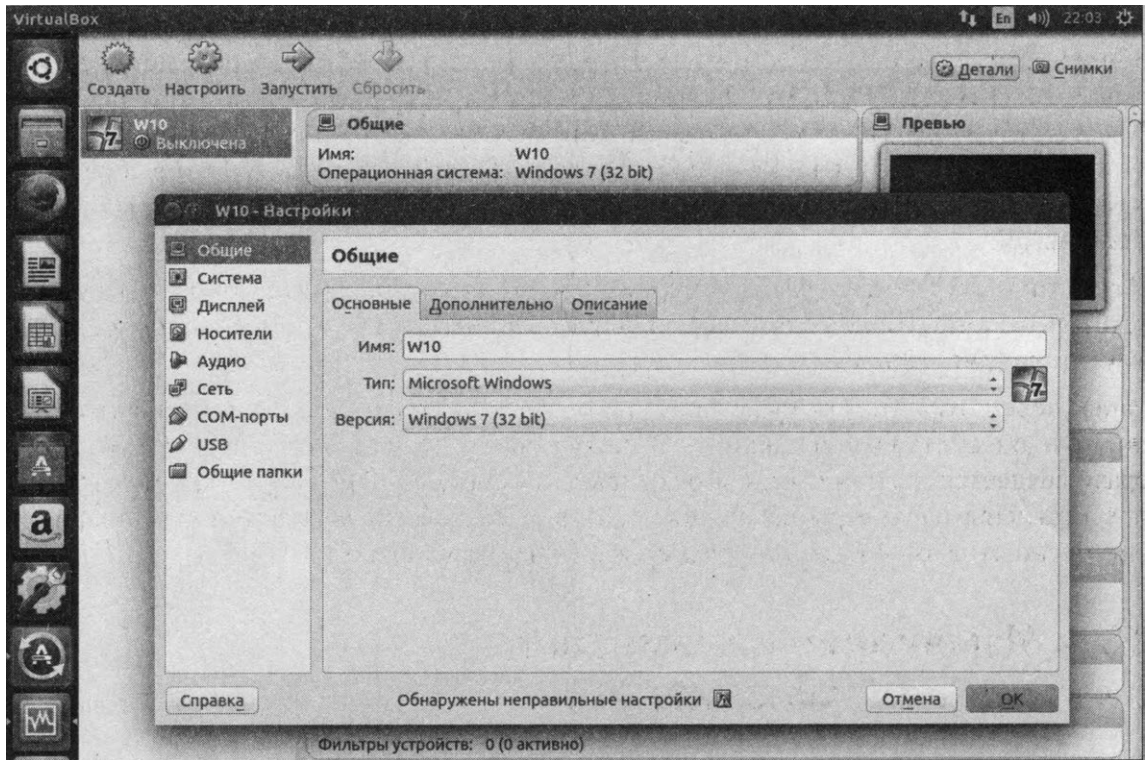 VirtualBox
En 22:03
Создать Настроить Запустить Сбросить
Детали Снимки
W10
Выключена
Общие
Имя: W10
Операционная система: Windows 7 (32 bit)
Превью
W10 - Настройки
Общие
Система
Дисплей
Носители
Аудио
Сеть
COM-порты
USB
Общие папки
Общие
Основные Дополнительно Описание
Имя: W10
Тип: Microsoft Windows
7
Версия: Windows 7 (32 bit)
Справка
Обнаружены неправильные настройки
Отмена OK
Фильтры устройств: 0 (0 активно)